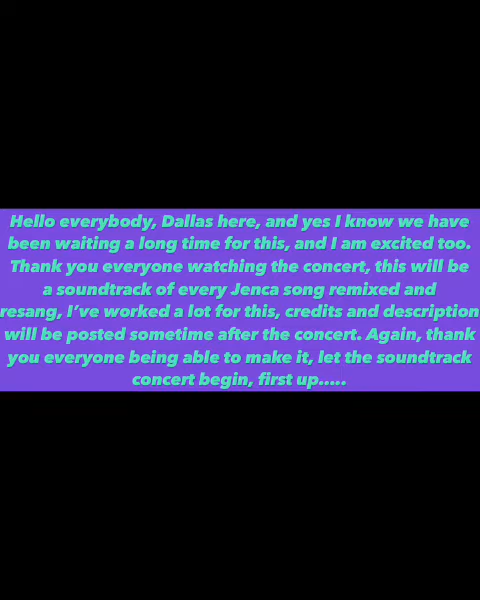 Hello everybody, Dallas here, and yes I know we have
been waiting a long time for this, and I am excited too.
Thank you everyone watching the concert, this will be
a soundtrack of every Jenca song remixed and
resang, I've worked a lot for this, credits and description
will be posted sometime after the concert. Again, thank
you everyone being able to make it, let the soundtrack
concert begin, first up.....